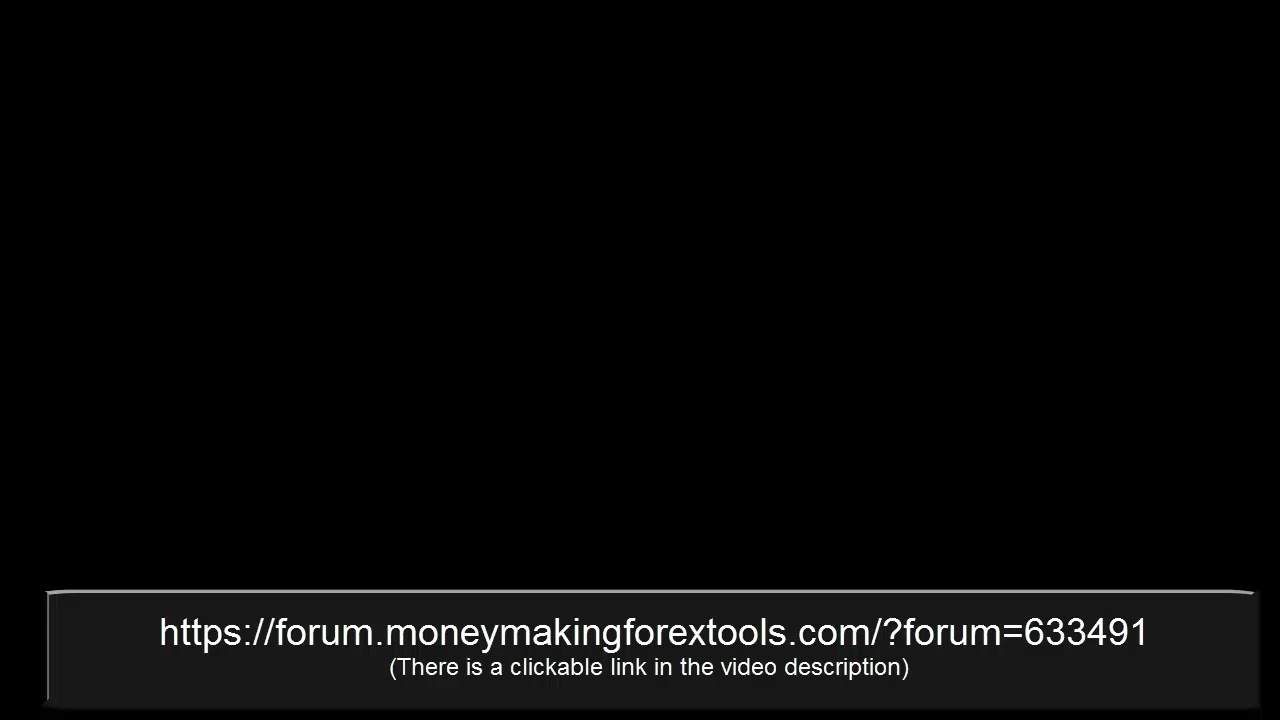 https://forum.moneymakingforextools.com/?forum=633491
(There is a clickable link in the video description)